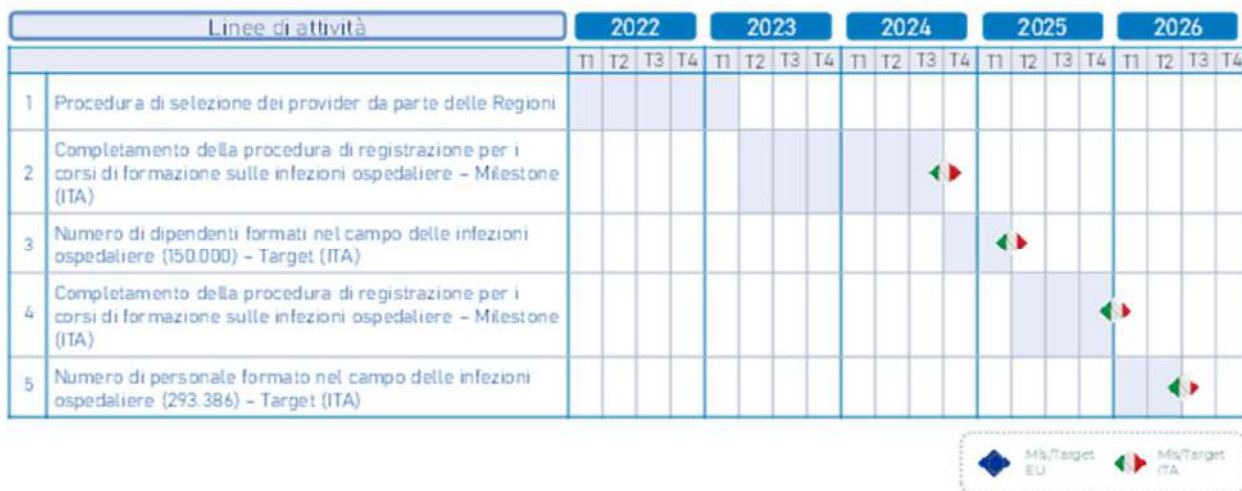 Linee di attività 2022 2023 2024 2025 2026
T1 T2 T3 T4 T1 T2 T3 T4 T1 T2 T3 T4 T1 T2 T3 T4 T1 T2 T3 T4
1 Procedura di selezione dei provider da parte delle Regioni
Completamento della procedura di registrazione per i
2 corsi di formazione sulle infezioni ospedaliere – Milestone
(ITA)
3 Numero di dipendenti formati nel campo delle infezioni
ospedaliere (150.000) – Target (ITA)
Completamento della procedura di registrazione per i
4 corsi di formazione sulle infezioni ospedaliere – Milestone
(ITA)
5 Numero di personale formato nel campo delle infezioni
ospedaliere (293.386) – Target (ITA)
Mls/Target
EU
Mls/Target
ITA